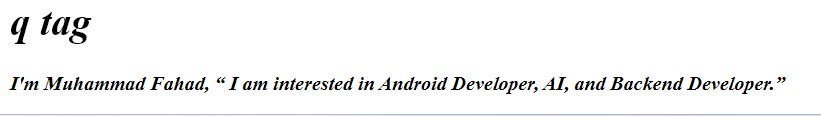 q tag
I'm Muhammad Fahad, “ I am interested in Android Developer, AI, and Backend Developer.”